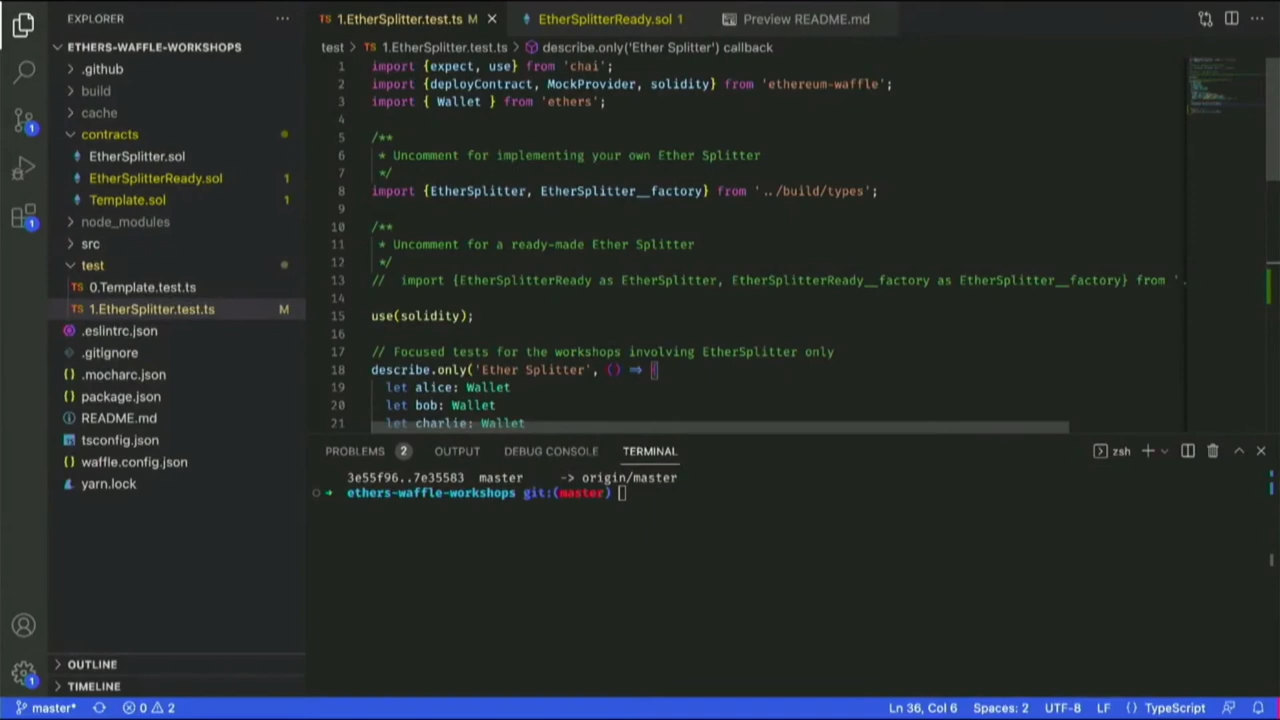 EXPLORER
ETHERS-WAFFLE-WORKSHOPS
.github
build
cache
contracts
EtherSplitter.sol
EtherSplitterReady.sol 1
Template.sol 1
node_modules
src
test
TS 0.Template.test.ts
TS 1.EtherSplitter.test.ts M
.eslintrc.json
.gitignore
{} .mocharc.json
{} package.json
README.md
tsconfig.json
{} waffle.config.json
yarn.lock
OUTLINE
TIMELINE
1
1
1
TS 1.EtherSplitter.test.ts M
EtherSplitterReady.sol 1
Preview README.md
test > TS 1.EtherSplitter.test.ts > describe.only('Ether Splitter') callback
1 import {expect, use} from 'chai';
2 import {deployContract, MockProvider, solidity} from 'ethereum-waffle';
3 import { Wallet } from 'ethers';
4
5 /**
6 * Uncomment for implementing your own Ether Splitter
7 */
8 import {EtherSplitter, EtherSplitter__factory} from '../build/types';
9
10 /**
11 * Uncomment for a ready-made Ether Splitter
12 */
13 // import {EtherSplitterReady as EtherSplitter, EtherSplitterReady__factory as EtherSplitter__factory} from '.
14
15 use(solidity);
16
17 // Focused tests for the workshops involving EtherSplitter only
18 describe.only('Ether Splitter', () => {
19 let alice: Wallet
20 let bob: Wallet
21 let charlie: Wallet
PROBLEMS 2 OUTPUT DEBUG CONSOLE TERMINAL
zsh
3e55f96..7e35583 master -> origin/master
ethers-waffle-workshops git:(master)
master* 0 2 Ln 36, Col 6 Spaces: 2 UTF-8 LF {} TypeScript